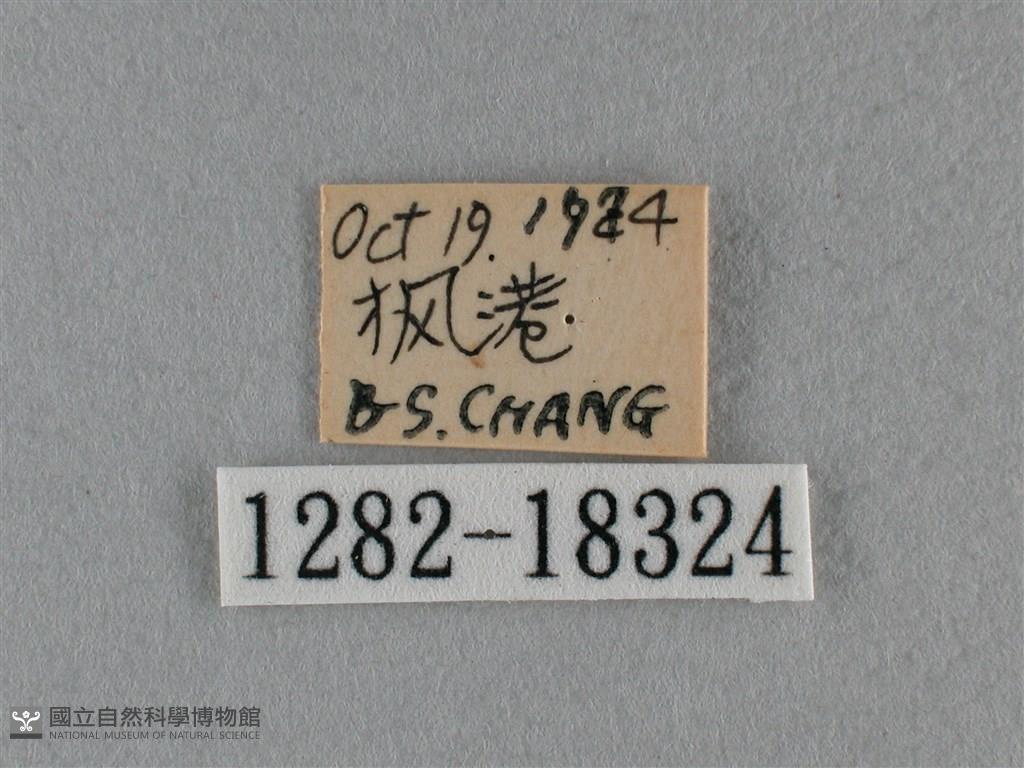 Oct 19. 1974
枫港
B S. CHANG
1282-18324
國立自然科學博物館
NATIONAL MUSEUM OF NATURAL SCIENCE